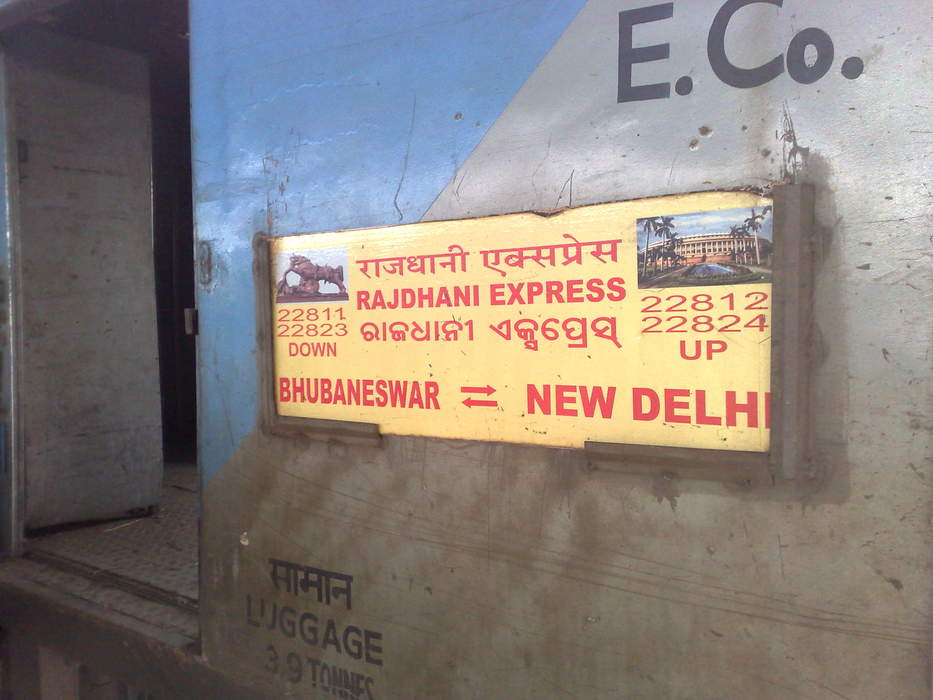 E.Co.
राजधानी एक्सप्रेस
RAJDHANI EXPRESS
ରାଜଧାନୀ ଏକ୍ସପ୍ରେସ୍
22811
22823
DOWN
22812
22824
UP
BHUBANESWAR ⇄ NEW DELHI
सामान
LUGGAGE
3.9 TONNES